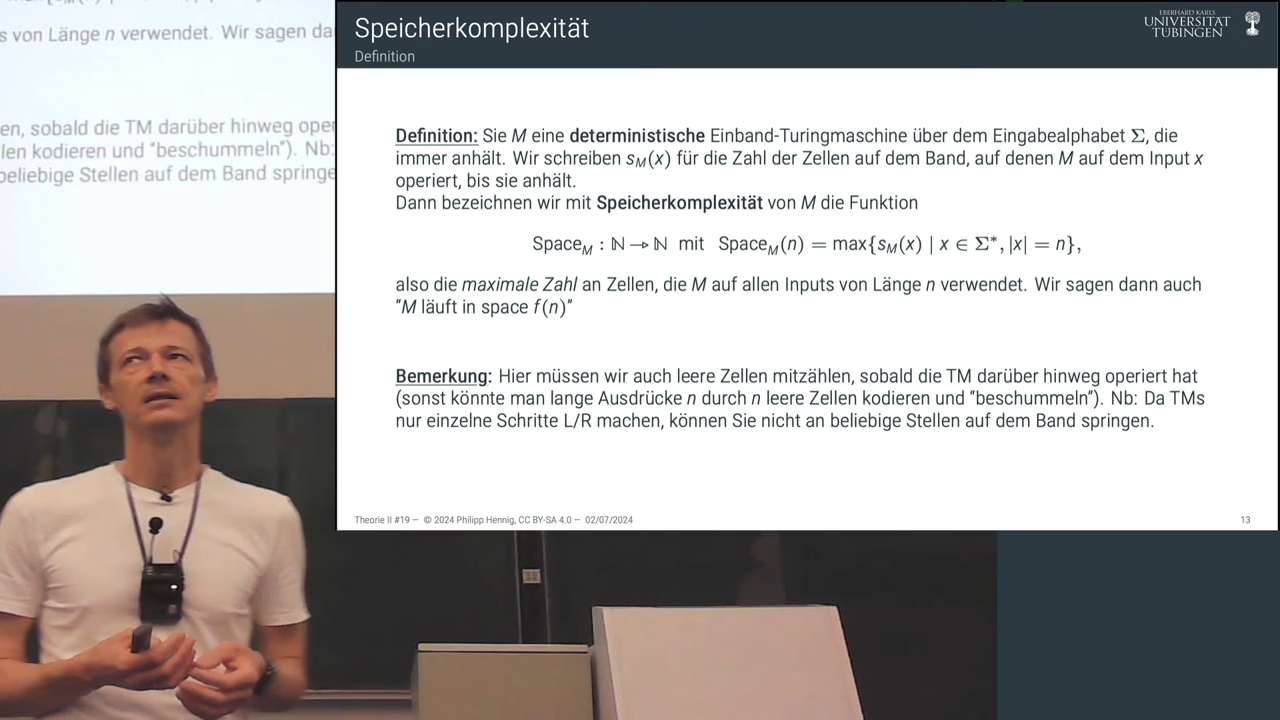 s von Länge n verwendet. Wir sagen da
en, sobald die TM darüber hinweg oper
len kodieren und "beschummeln"). Nb:
beliebige Stellen auf dem Band springe
Speicherkomplexität
Definition
EBERHARD KARLS
UNIVERSITÄT
TÜBINGEN
Definition: Sie M eine deterministische Einband-Turingmaschine über dem Eingabealphabet Σ, die
immer anhält. Wir schreiben s_M(x) für die Zahl der Zellen auf dem Band, auf denen M auf dem Input x
operiert, bis sie anhält.
Dann bezeichnen wir mit Speicherkomplexität von M die Funktion
Space_M : ℕ → ℕ mit Space_M(n) = max{s_M(x) | x ∈ Σ*, |x| = n},
also die maximale Zahl an Zellen, die M auf allen Inputs von Länge n verwendet. Wir sagen dann auch
"M läuft in space f(n)"
Bemerkung: Hier müssen wir auch leere Zellen mitzählen, sobald die TM darüber hinweg operiert hat
(sonst könnte man lange Ausdrücke n durch n leere Zellen kodieren und "beschummeln"). Nb: Da TMs
nur einzelne Schritte L/R machen, können Sie nicht an beliebige Stellen auf dem Band springen.
Theorie II #19 — © 2024 Philipp Hennig, CC BY-SA 4.0 — 02/07/2024
13